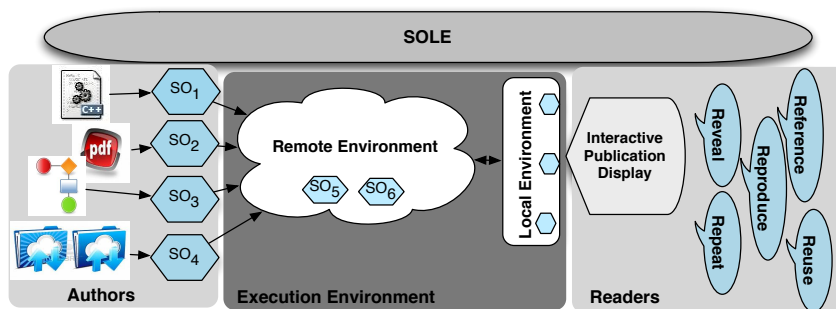 SOLE
C++
SO1
pdf
SO2
SO3
SO4
Authors
Remote Environment
SO5
SO6
Execution Environment
Local Environment
Interactive
Publication
Display
Reveal
Reproduce
Reference
Repeat
Reuse
Readers